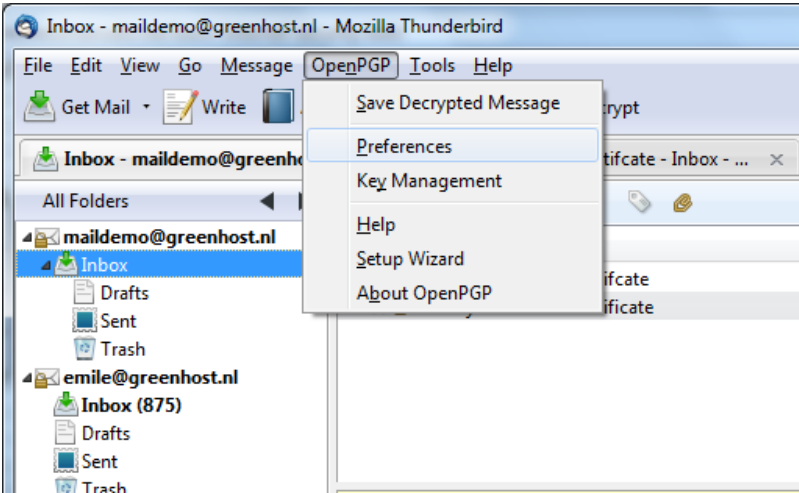 Inbox - maildemo@greenhost.nl - Mozilla Thunderbird
File Edit View Go Message OpenPGP Tools Help
Get Mail Write
Save Decrypted Message
rypt
Preferences
Inbox - maildemo@greenho
tifcate - Inbox - ...
Key Management
All Folders
Help
maildemo@greenhost.nl
Setup Wizard
Inbox
ifcate
About OpenPGP
Drafts
ificate
Sent
Trash
emile@greenhost.nl
Inbox (875)
Drafts
Sent
Trash